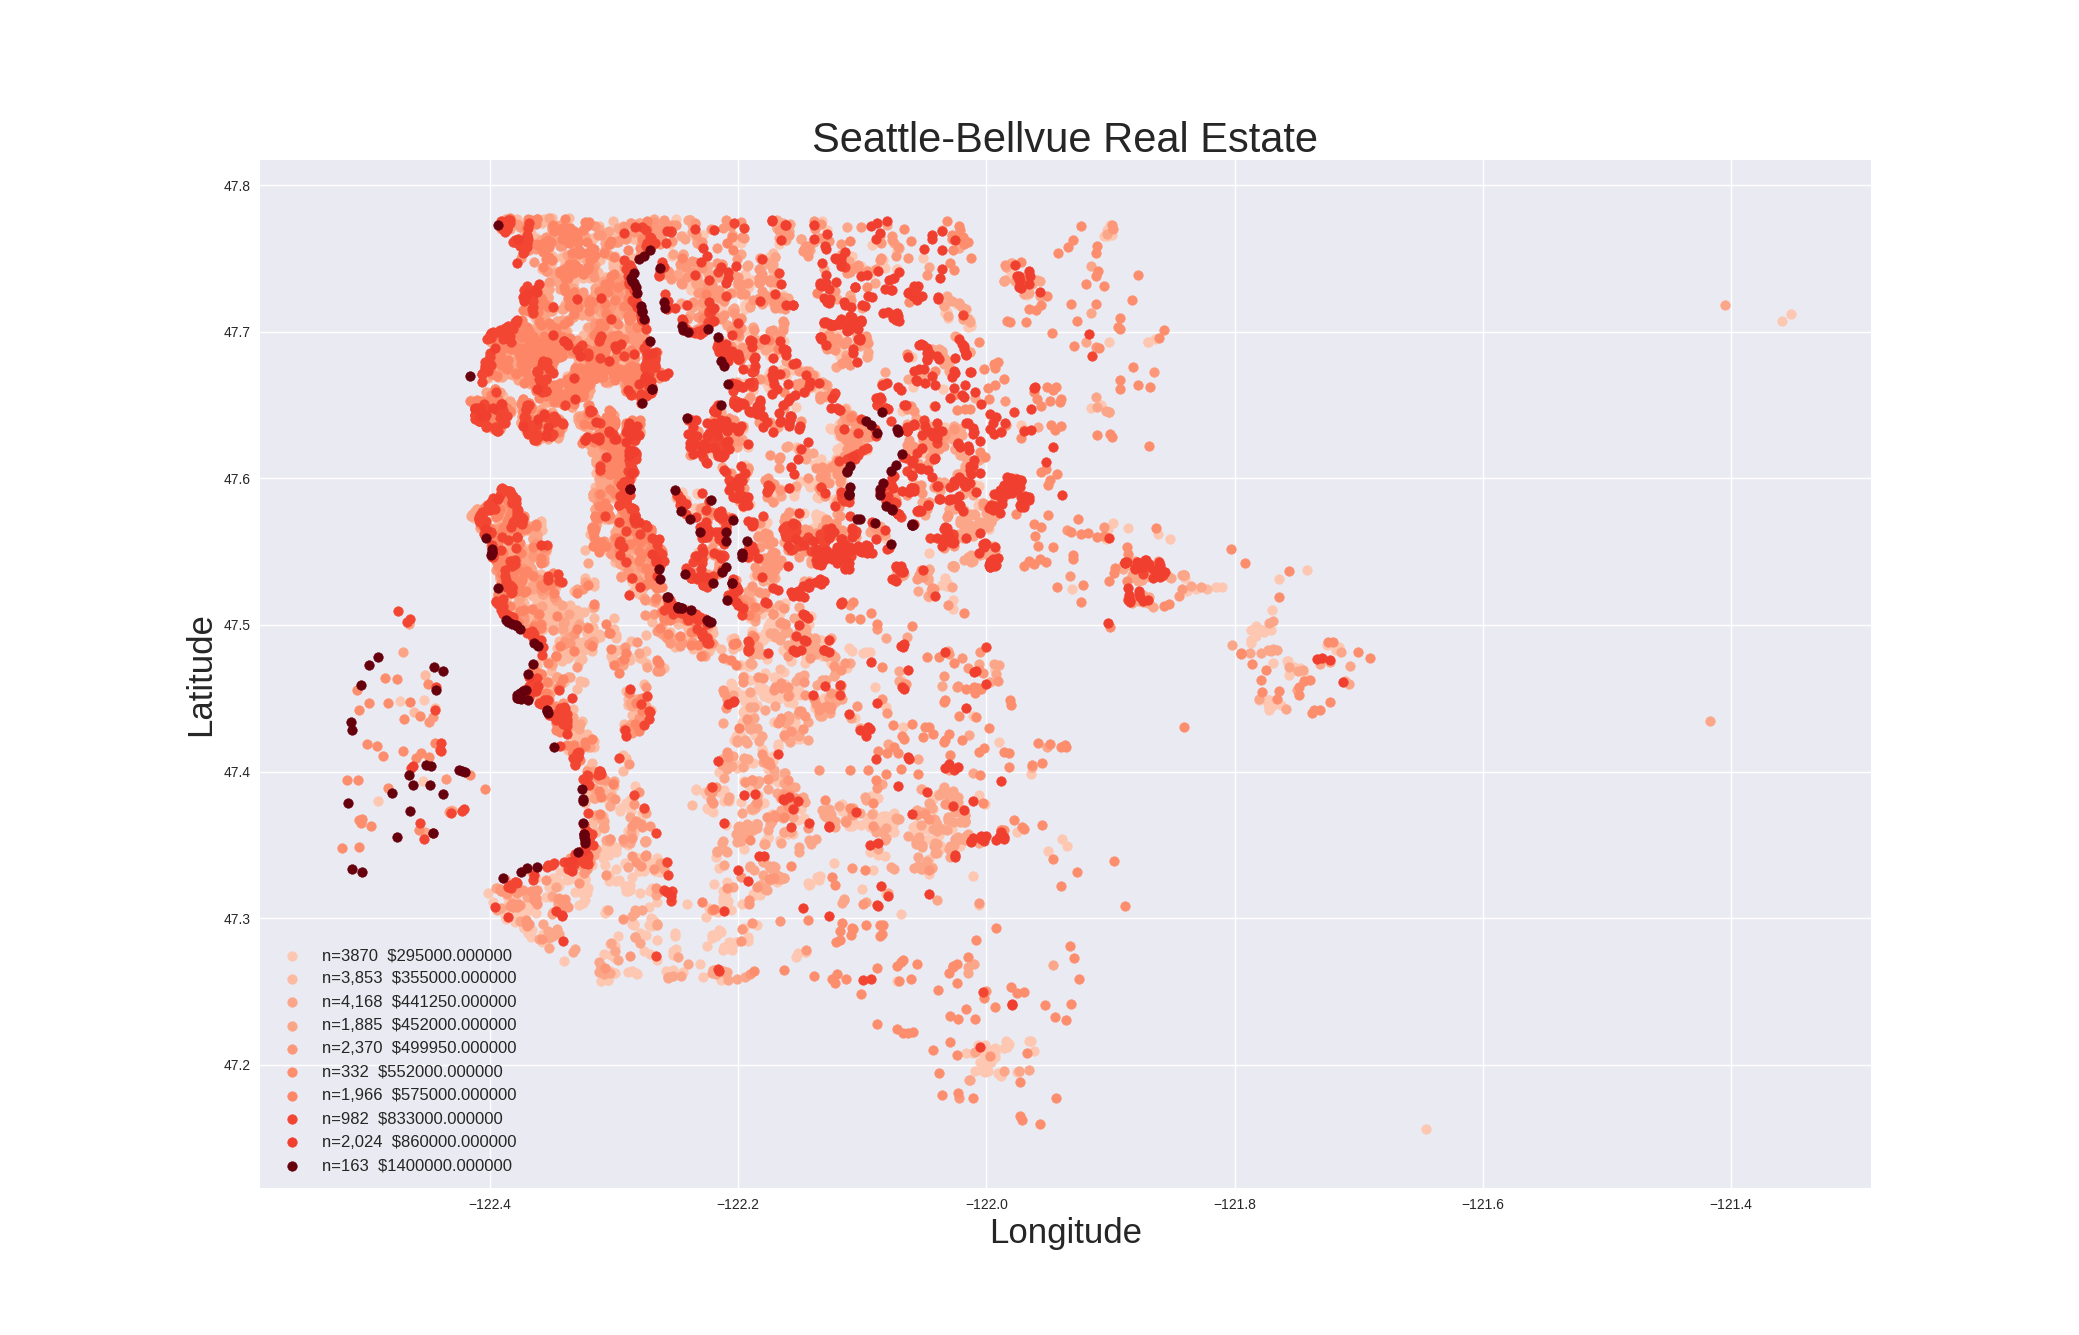 Seattle-Bellvue Real Estate
47.8
47.7
47.6
47.5
47.4
47.3
47.2
Latitude
n=3870 $295000.000000
n=3,853 $355000.000000
n=4,168 $441250.000000
n=1,885 $452000.000000
n=2,370 $499950.000000
n=332 $552000.000000
n=1,966 $575000.000000
n=982 $833000.000000
n=2,024 $860000.000000
n=163 $1400000.000000
−122.4 −122.2 −122.0 −121.8 −121.6 −121.4
Longitude